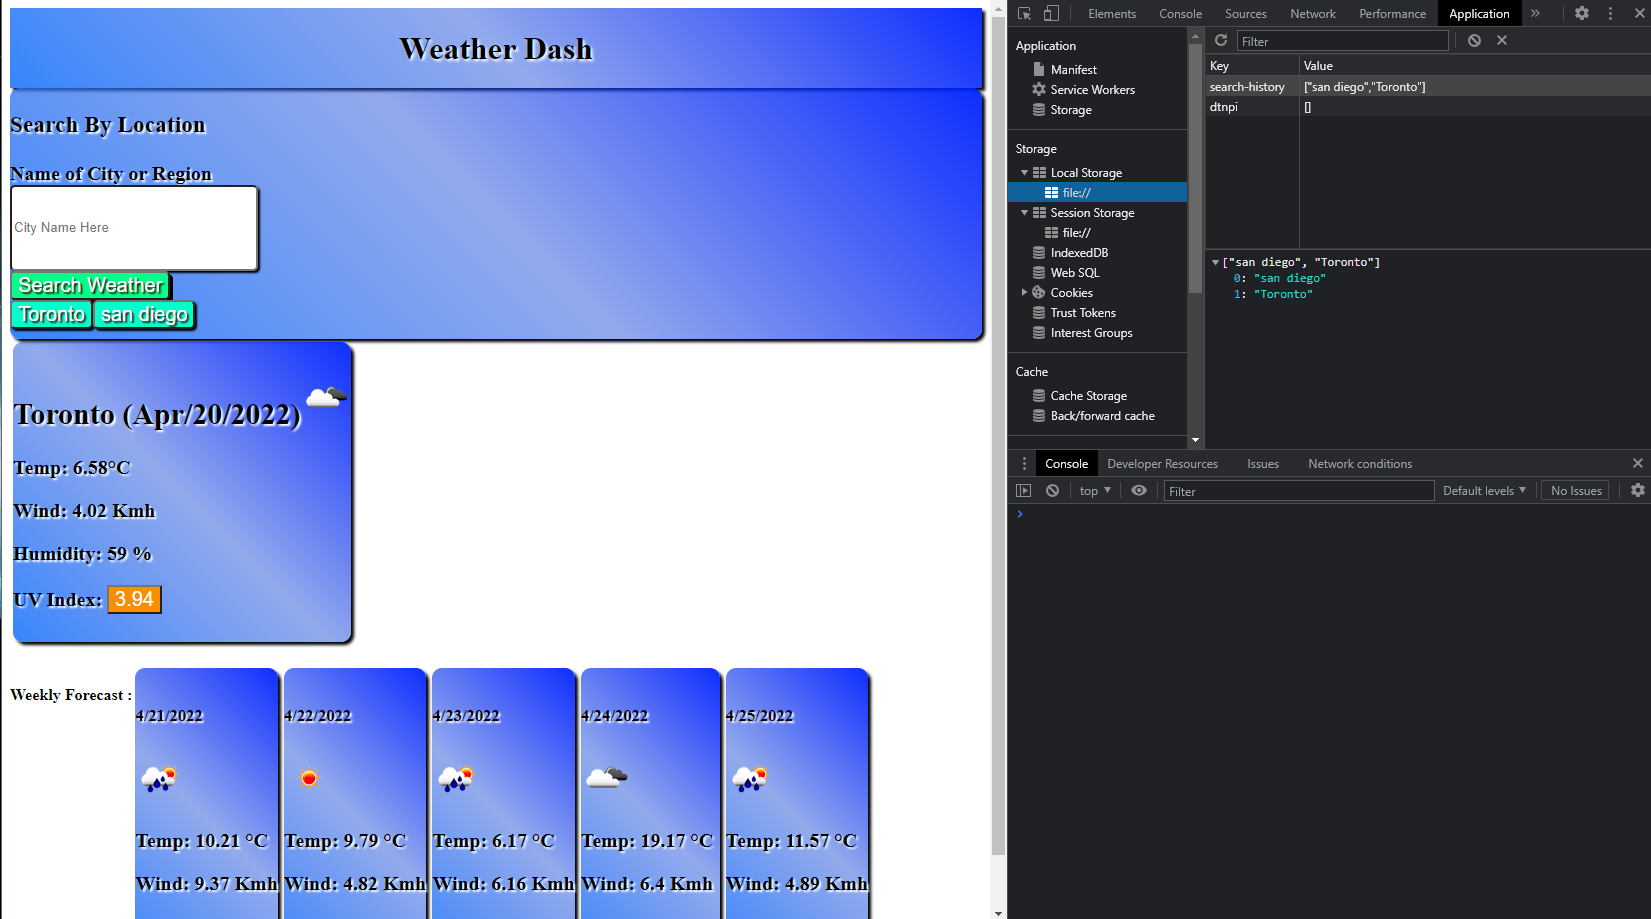 Weather Dash
Search By Location
Name of City or Region
City Name Here
Search Weather
Toronto san diego
Toronto (Apr/20/2022)
Temp: 6.58°C
Wind: 4.02 Kmh
Humidity: 59 %
UV Index: 3.94
Weekly Forecast :
4/21/2022 4/22/2022 4/23/2022 4/24/2022 4/25/2022
Temp: 10.21 °C Temp: 9.79 °C Temp: 6.17 °C Temp: 19.17 °C Temp: 11.57 °C
Wind: 9.37 Kmh Wind: 4.82 Kmh Wind: 6.16 Kmh Wind: 6.4 Kmh Wind: 4.89 Kmh
Elements Console Sources Network Performance Application »
Application
Manifest
Service Workers
Storage
Storage
Local Storage
file://
Session Storage
file://
IndexedDB
Web SQL
Cookies
Trust Tokens
Interest Groups
Cache
Cache Storage
Back/forward cache
Filter
Key Value
search-history ["san diego","Toronto"]
dtnpi []
["san diego", "Toronto"]
0: "san diego"
1: "Toronto"
Console Developer Resources Issues Network conditions
top Filter Default levels No Issues